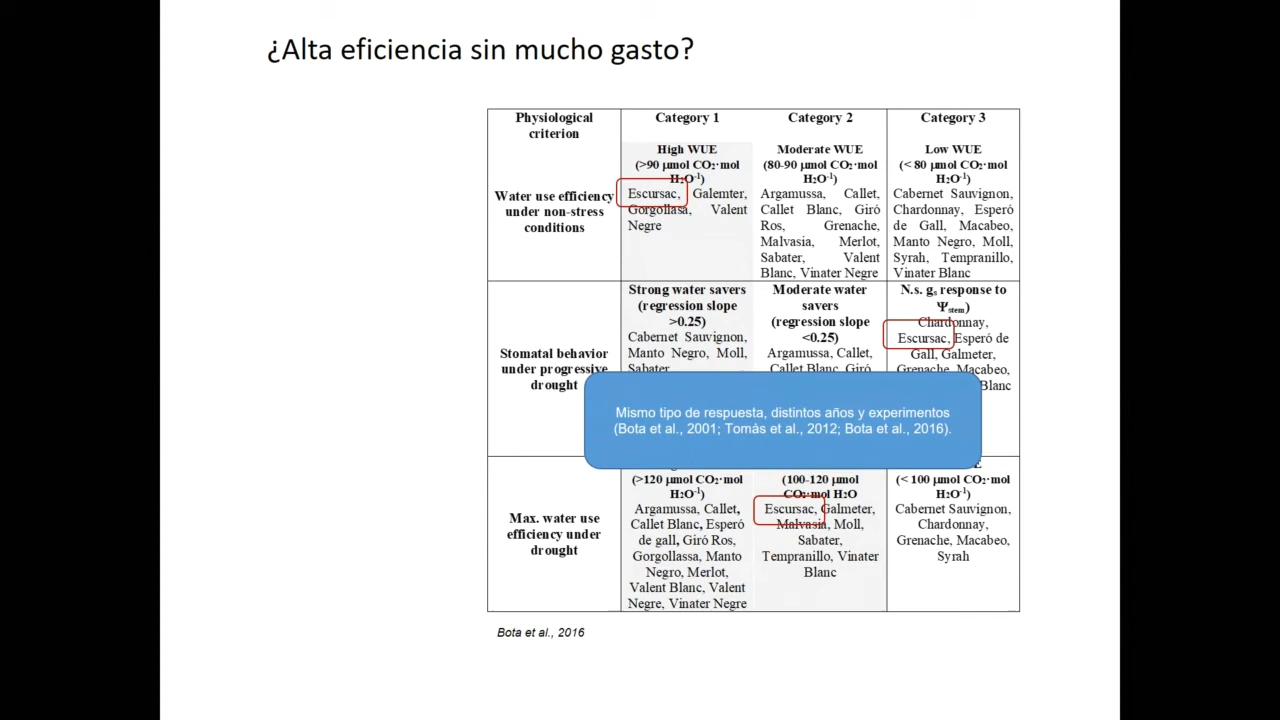 ¿Alta eficiencia sin mucho gasto?
Physiological
criterion
Category 1
Category 2
Category 3
Water use efficiency
under non-stress
conditions
High WUE
(>90 µmol CO₂·mol
H₂O⁻¹)
Escursac, Galemter,
Gorgollasa, Valent
Negre
Moderate WUE
(80-90 µmol CO₂·mol
H₂O⁻¹)
Argamussa, Callet,
Callet Blanc, Giró
Ros, Grenache,
Malvasia, Merlot,
Sabater, Valent
Blanc, Vinater Negre
Low WUE
(< 80 µmol CO₂·mol
H₂O⁻¹)
Cabernet Sauvignon,
Chardonnay, Esperó
de Gall, Macabeo,
Manto Negro, Moll,
Syrah, Tempranillo,
Vinater Blanc
Stomatal behavior
under progressive
drought
Strong water savers
(regression slope
>0.25)
Cabernet Sauvignon,
Manto Negro, Moll,
Sabater
Moderate water
savers
(regression slope
<0.25)
Argamussa, Callet,
Callet Blanc, Giró
N.s. gₛ response to
Ψstem)
Chardonnay,
Escursac, Esperó de
Gall, Galmeter,
Grenache, Macabeo,
Blanc
Mismo tipo de respuesta, distintos años y experimentos
(Bota et al., 2001; Tomás et al., 2012; Bota et al., 2016).
Max. water use
efficiency under
drought
(>120 µmol CO₂·mol
H₂O⁻¹)
Argamussa, Callet,
Callet Blanc, Esperó
de gall, Giró Ros,
Gorgollassa, Manto
Negro, Merlot,
Valent Blanc, Valent
Negre, Vinater Negre
(100-120 µmol
CO₂·mol H₂O
Escursac, Galmeter,
Malvasia, Moll,
Sabater,
Tempranillo, Vinater
Blanc
E
(< 100 µmol CO₂·mol
H₂O⁻¹)
Cabernet Sauvignon,
Chardonnay,
Grenache, Macabeo,
Syrah
Bota et al., 2016